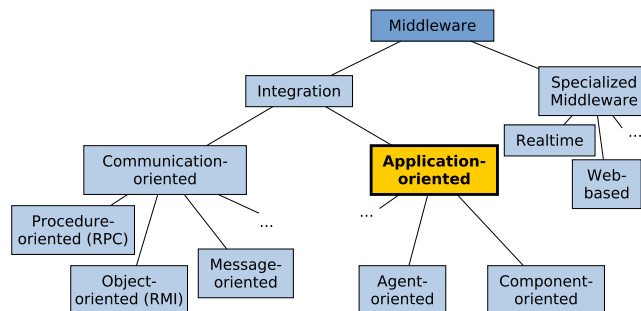 Middleware
Integration
Specialized
Middleware
Communication-
oriented
Application-
oriented
Realtime
...
Web-
based
Procedure-
oriented (RPC)
...
...
Object-
oriented (RMI)
Message-
oriented
Agent-
oriented
Component-
oriented